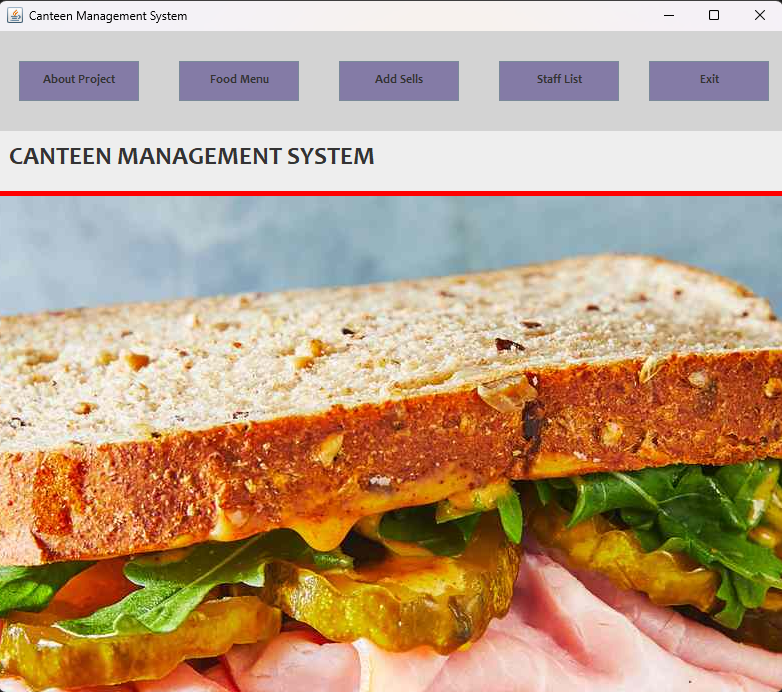 Canteen Management System
About Project
Food Menu
Add Sells
Staff List
Exit
CANTEEN MANAGEMENT SYSTEM